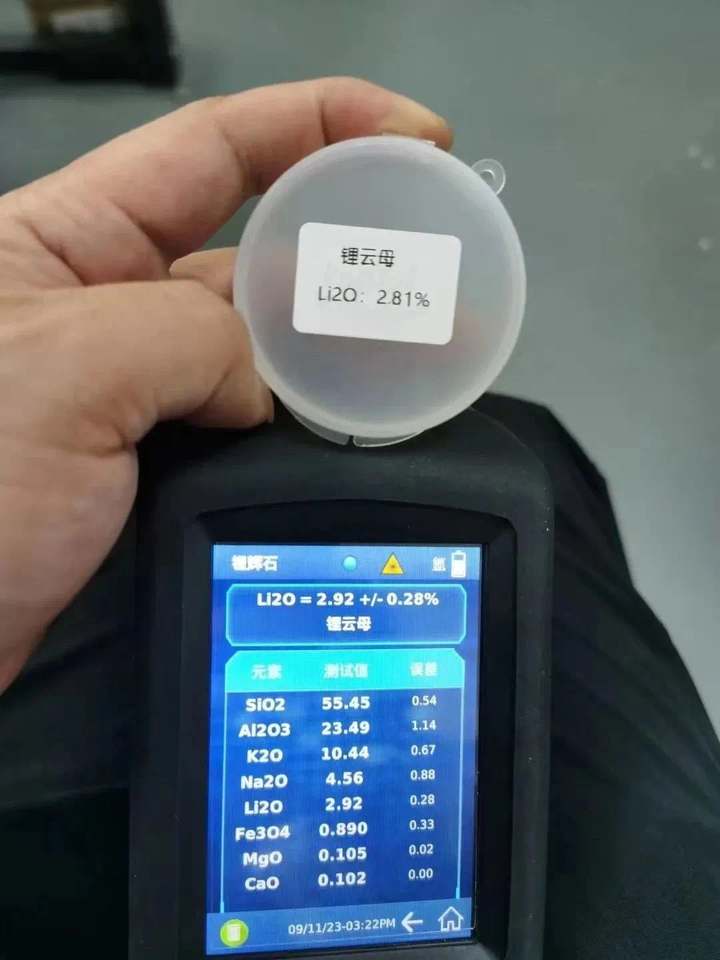 锂云母
Li2O：2.81%
锂辉石 氩
Li2O = 2.92 +/- 0.28%
锂云母
元素 测试值 误差
SiO2 55.45 0.54
Al2O3 23.49 1.14
K2O 10.44 0.67
Na2O 4.56 0.88
Li2O 2.92 0.28
Fe3O4 0.890 0.33
MgO 0.105 0.02
CaO 0.102 0.00
09/11/23-03:22PM